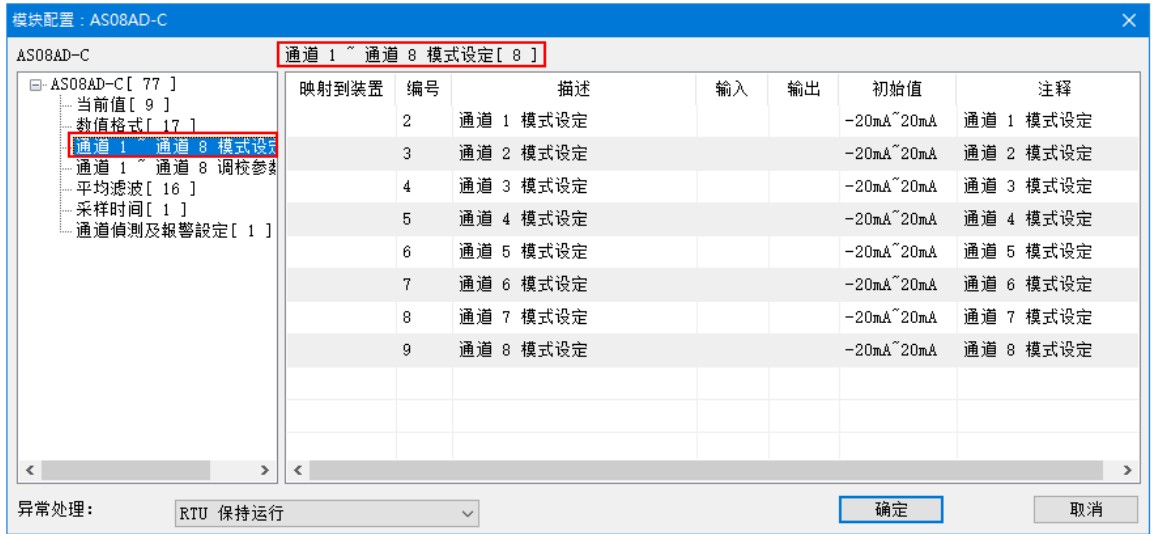 模块配置：AS08AD-C
AS08AD-C
通道 1 ~ 通道 8 模式设定[ 8 ]
AS08AD-C[ 77 ]
当前值[ 9 ]
数值格式[ 17 ]
通道 1 ~ 通道 8 模式设定
通道 1 ~ 通道 8 调校参数
平均滤波[ 16 ]
采样时间[ 1 ]
通道偵測及報警設定[ 1 ]
映射到装置 编号 描述 输入 输出 初始值 注释
2 通道 1 模式设定 -20mA~20mA 通道 1 模式设定
3 通道 2 模式设定 -20mA~20mA 通道 2 模式设定
4 通道 3 模式设定 -20mA~20mA 通道 3 模式设定
5 通道 4 模式设定 -20mA~20mA 通道 4 模式设定
6 通道 5 模式设定 -20mA~20mA 通道 5 模式设定
7 通道 6 模式设定 -20mA~20mA 通道 6 模式设定
8 通道 7 模式设定 -20mA~20mA 通道 7 模式设定
9 通道 8 模式设定 -20mA~20mA 通道 8 模式设定
异常处理: RTU 保持运行 确定 取消